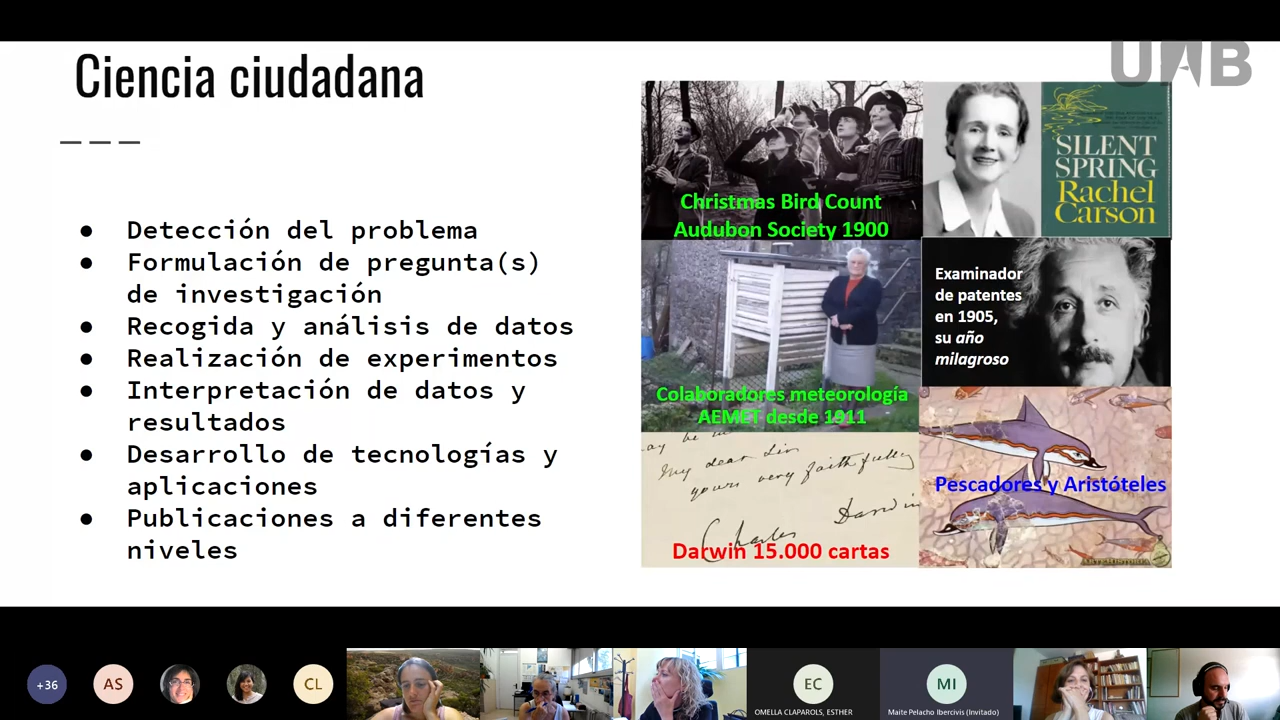 Ciencia ciudadana
UAB
● Detección del problema
● Formulación de pregunta(s)
de investigación
● Recogida y análisis de datos
● Realización de experimentos
● Interpretación de datos y
resultados
● Desarrollo de tecnologías y
aplicaciones
● Publicaciones a diferentes
niveles
Christmas Bird Count
Audubon Society 1900
SILENT
SPRING
Rachel
Carson
Colaboradores meteorología
AEMET desde 1911
Examinador
de patentes
en 1905,
su año
milagroso
My dear Sir
yours very faithfully
Charles Darwin
Darwin 15.000 cartas
Pescadores y Aristóteles
ARTEHISTORIA
+36
AS
CL
EC
OMELLA CLAPAROLS, ESTHER
MI
Maite Pelacho Ibercivis (Invitado)